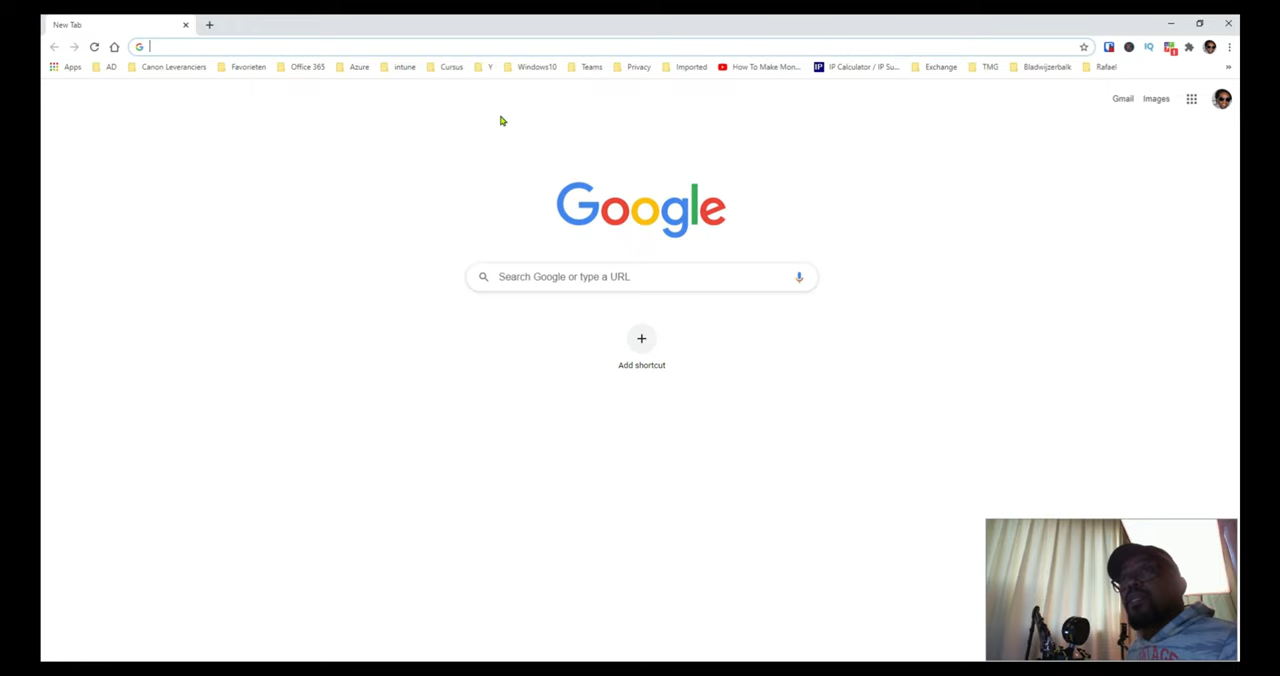 New Tab
Apps AD Canon Leveranciers Favorieten Office 365 Azure intune Cursus Y Windows10 Teams Privacy Imported How To Make Mon... IP IP Calculator / IP Su... Exchange TMG Bladwijzerbalk Rafael »
Gmail Images
Google
Search Google or type a URL
Add shortcut